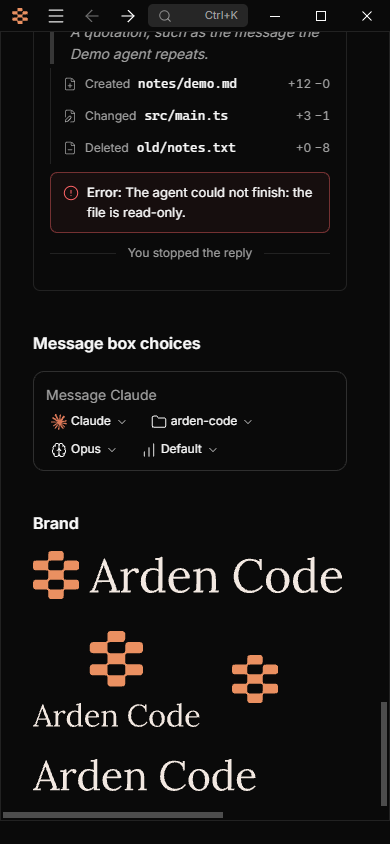 Ctrl+K
A quotation, such as the message the
Demo agent repeats.
Created notes/demo.md +12 −0
Changed src/main.ts +3 −1
Deleted old/notes.txt +0 −8
Error: The agent could not finish: the
file is read-only.
You stopped the reply
Message box choices
Message Claude
Claude arden-code
Opus Default
Brand
Arden Code
Arden Code
Arden Code